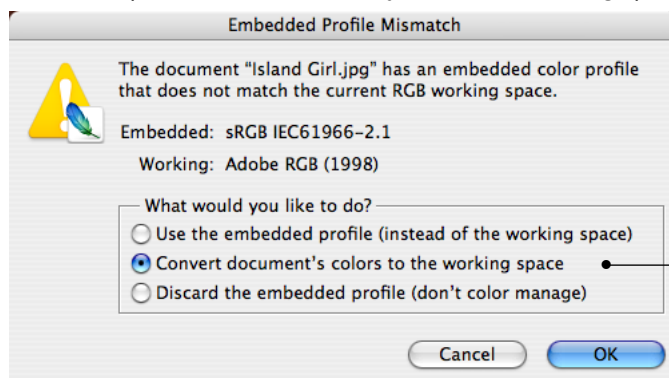 Embedded Profile Mismatch
The document “Island Girl.jpg” has an embedded color profile
that does not match the current RGB working space.
Embedded: sRGB IEC61966-2.1
Working: Adobe RGB (1998)
What would you like to do?
Use the embedded profile (instead of the working space)
Convert document’s colors to the working space
Discard the embedded profile (don’t color manage)
Cancel OK